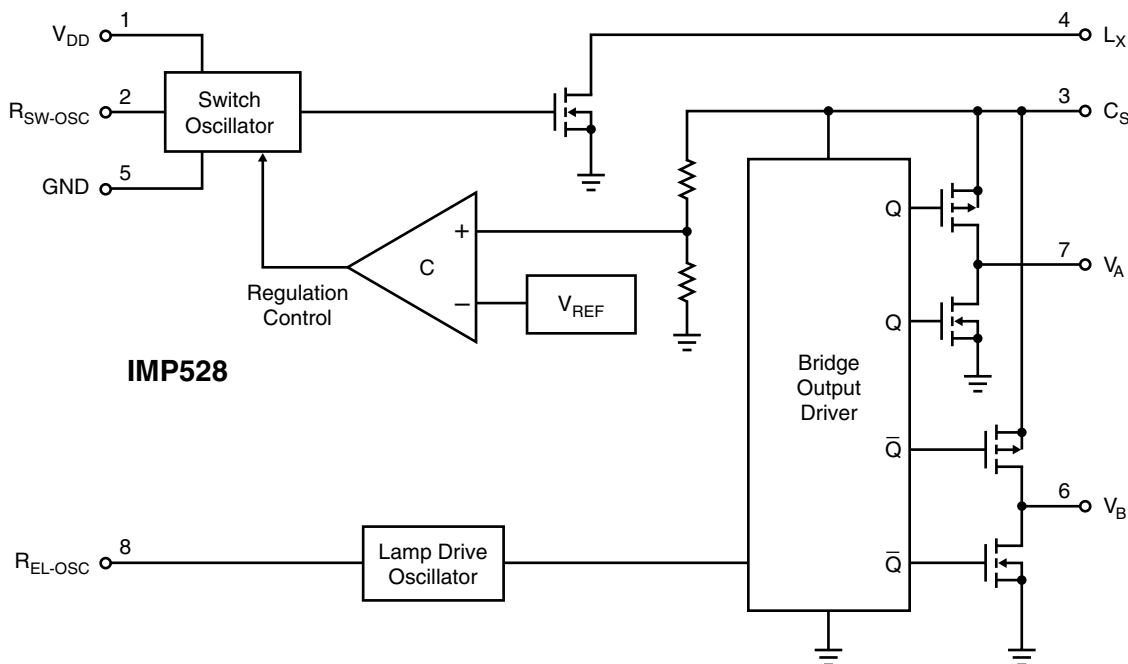 1
V_DD
2
R_SW-OSC
5
GND
Switch
Oscillator
4
L_X
3
C_S
+
C
−
Regulation
Control
V_REF
IMP528
Q
7
V_A
Q
Bridge
Output
Driver
Q̅
6
V_B
Q̅
8
R_EL-OSC
Lamp Drive
Oscillator